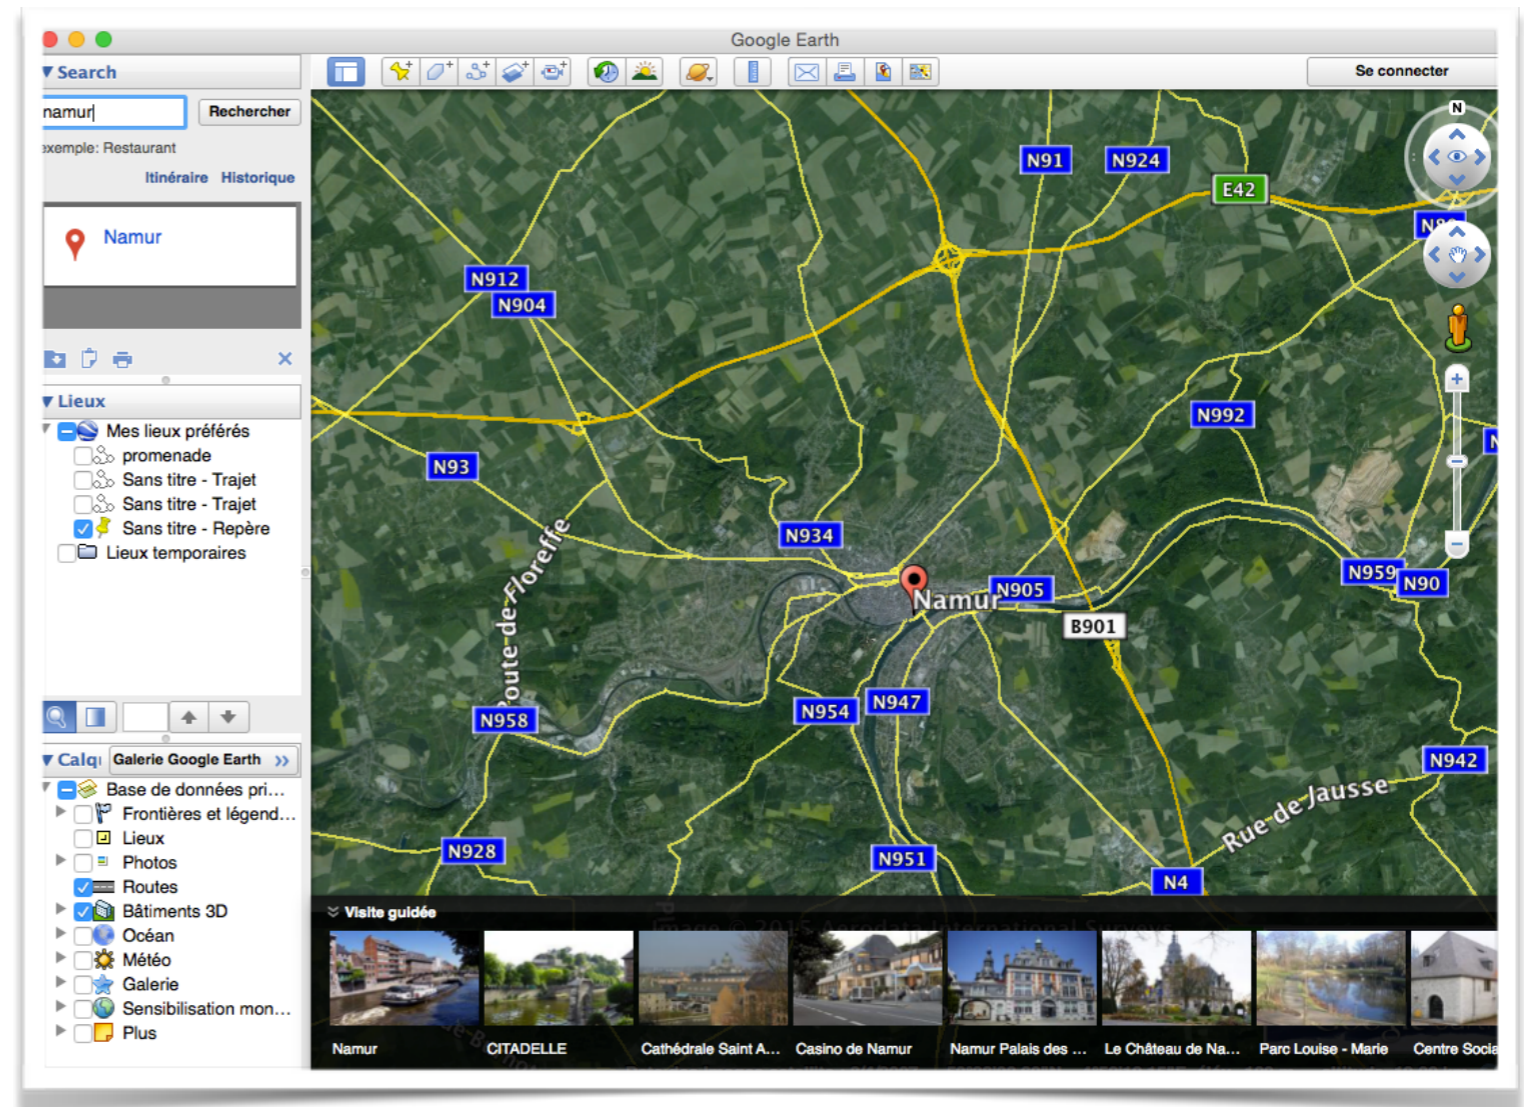 Google Earth
Search
Se connecter
namur
Rechercher
exemple: Restaurant
Itinéraire Historique
Namur
Lieux
Mes lieux préférés
promenade
Sans titre - Trajet
Sans titre - Trajet
Sans titre - Repère
Lieux temporaires
Galerie Google Earth
Base de données pri...
Frontières et légend...
Lieux
Photos
Routes
Bâtiments 3D
Océan
Météo
Galerie
Sensibilisation mon...
Plus
N
N91
N924
E42
N912
N904
N992
N93
N934
Route de Floreffe
N959
N90
N905
Namur
B901
N954
N947
N958
N942
Rue de Jausse
N928
N951
N4
Visite guidée
Namur
CITADELLE
Cathédrale Saint A...
Casino de Namur
Namur Palais des ...
Le Château de Na...
Parc Louise - Marie
Centre Socia